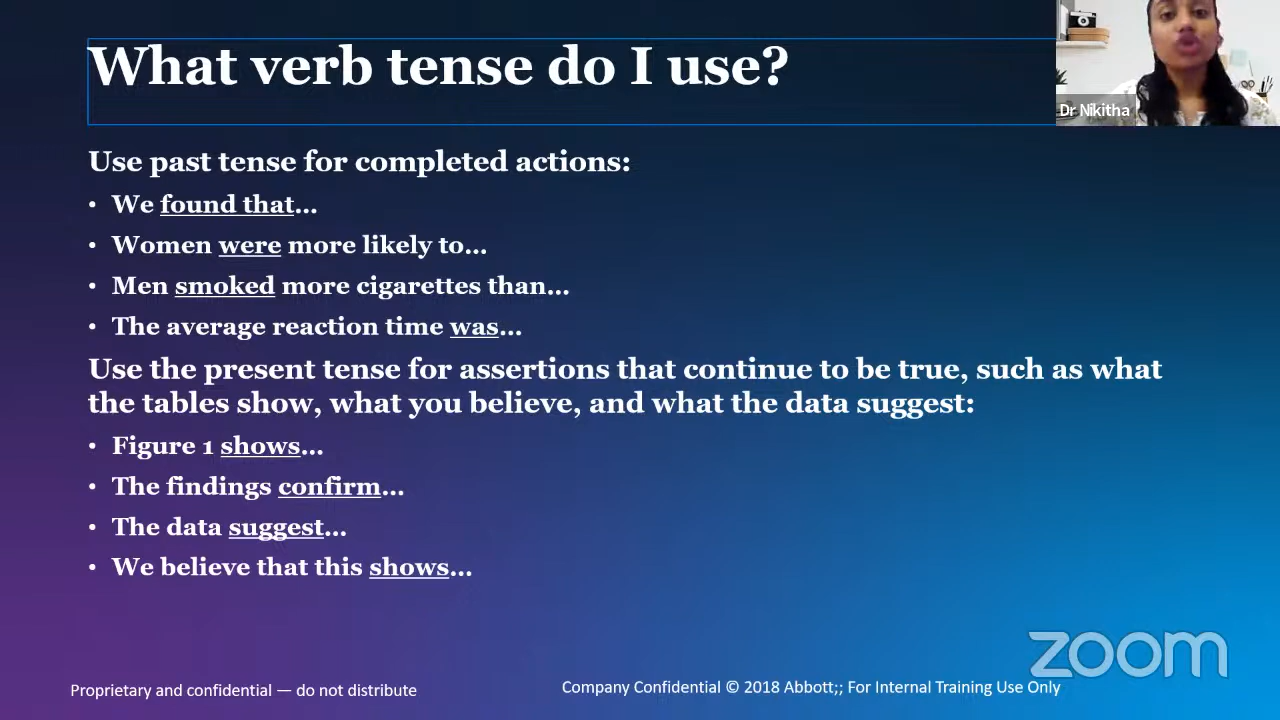 What verb tense do I use?
Dr Nikitha
Use past tense for completed actions:
• We found that...
• Women were more likely to...
• Men smoked more cigarettes than...
• The average reaction time was...
Use the present tense for assertions that continue to be true, such as what
the tables show, what you believe, and what the data suggest:
• Figure 1 shows...
• The findings confirm...
• The data suggest...
• We believe that this shows...
zoom
Proprietary and confidential — do not distribute
Company Confidential © 2018 Abbott;; For Internal Training Use Only